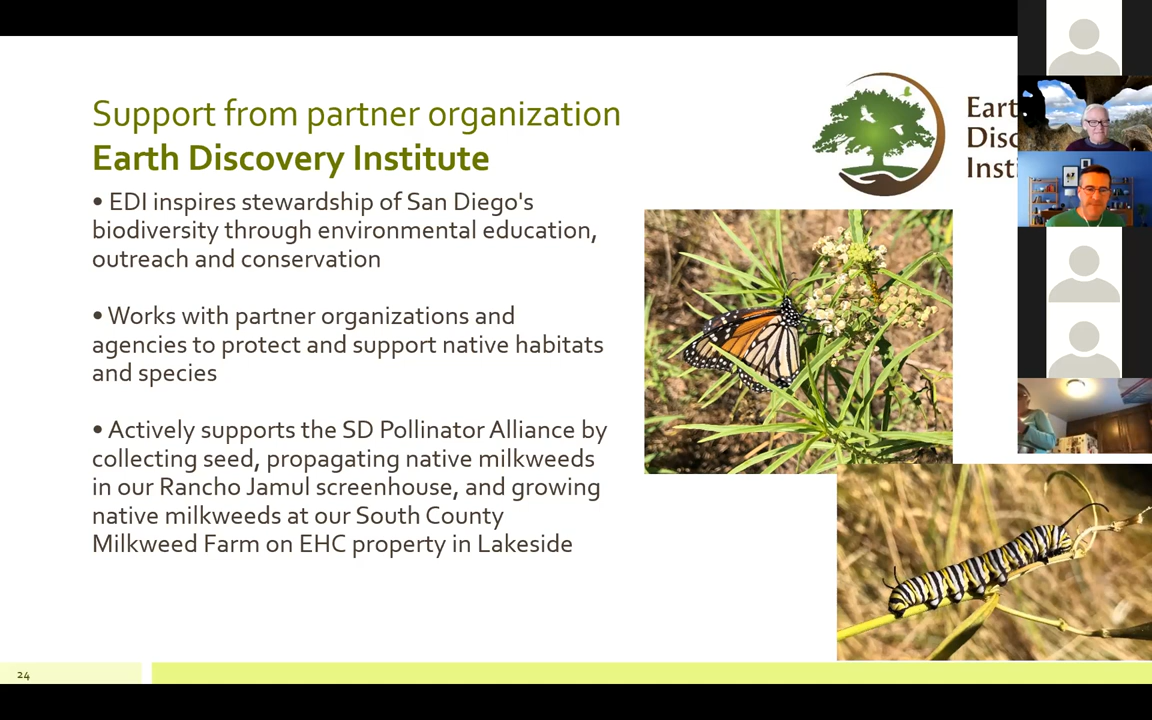 Support from partner organization
Earth Discovery Institute
• EDI inspires stewardship of San Diego's
biodiversity through environmental education,
outreach and conservation
• Works with partner organizations and
agencies to protect and support native habitats
and species
• Actively supports the SD Pollinator Alliance by
collecting seed, propagating native milkweeds
in our Rancho Jamul screenhouse, and growing
native milkweeds at our South County
Milkweed Farm on EHC property in Lakeside
Eart
Disc
Insti
24